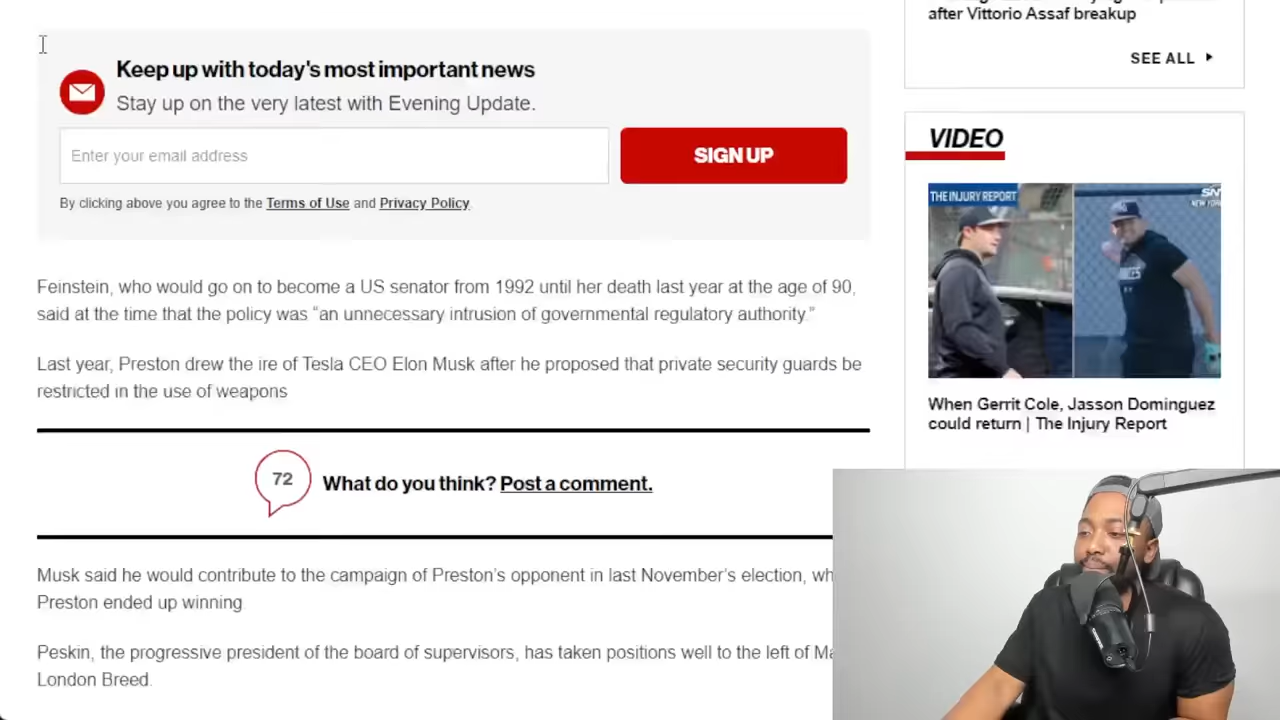 after Vittorio Assaf breakup
SEE ALL
Keep up with today's most important news
Stay up on the very latest with Evening Update.
Enter your email address
SIGN UP
By clicking above you agree to the Terms of Use and Privacy Policy.
VIDEO
THE INJURY REPORT
SNY
NEW YORK
When Gerrit Cole, Jasson Dominguez
could return | The Injury Report
Feinstein, who would go on to become a US senator from 1992 until her death last year at the age of 90,
said at the time that the policy was “an unnecessary intrusion of governmental regulatory authority.”
Last year, Preston drew the ire of Tesla CEO Elon Musk after he proposed that private security guards be
restricted in the use of weapons
72
What do you think? Post a comment.
Musk said he would contribute to the campaign of Preston’s opponent in last November’s election, wh
Preston ended up winning
Peskin, the progressive president of the board of supervisors, has taken positions well to the left of Ma
London Breed.